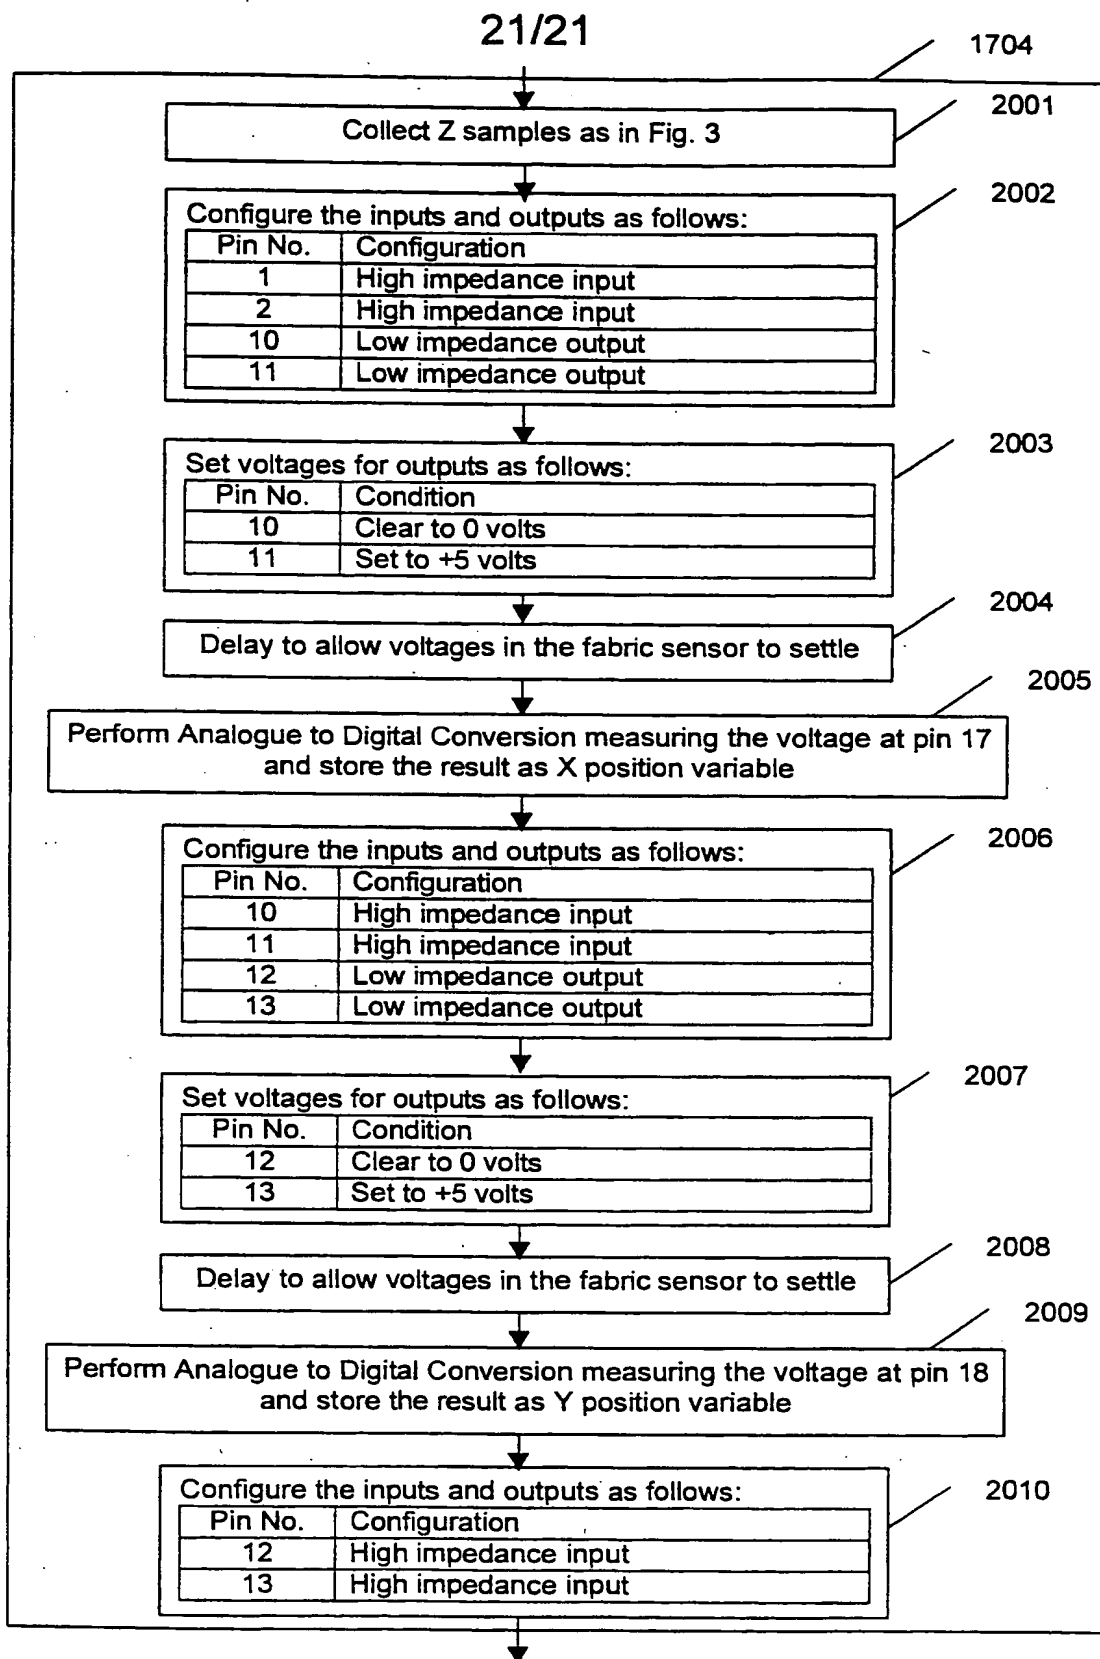 21/21
1704
2001
Collect Z samples as in Fig. 3
2002
Configure the inputs and outputs as follows:
Pin No. Configuration
1 High impedance input
2 High impedance input
10 Low impedance output
11 Low impedance output
2003
Set voltages for outputs as follows:
Pin No. Condition
10 Clear to 0 volts
11 Set to +5 volts
2004
Delay to allow voltages in the fabric sensor to settle
2005
Perform Analogue to Digital Conversion measuring the voltage at pin 17
and store the result as X position variable
2006
Configure the inputs and outputs as follows:
Pin No. Configuration
10 High impedance input
11 High impedance input
12 Low impedance output
13 Low impedance output
2007
Set voltages for outputs as follows:
Pin No. Condition
12 Clear to 0 volts
13 Set to +5 volts
2008
Delay to allow voltages in the fabric sensor to settle
2009
Perform Analogue to Digital Conversion measuring the voltage at pin 18
and store the result as Y position variable
2010
Configure the inputs and outputs as follows:
Pin No. Configuration
12 High impedance input
13 High impedance input